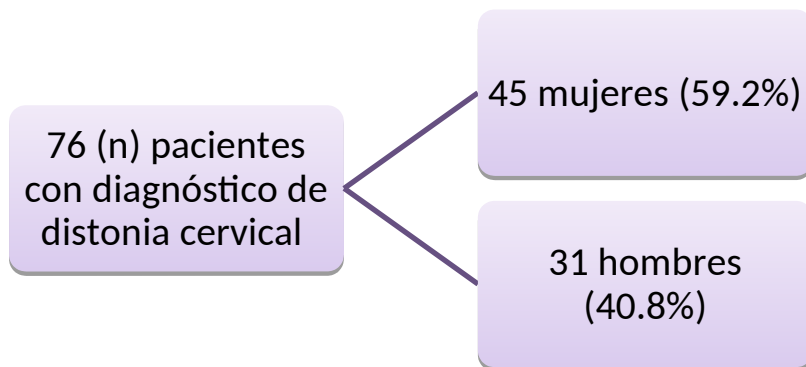 76 (n) pacientes
con diagnóstico de
distonia cervical
45 mujeres (59.2%)
31 hombres
(40.8%)